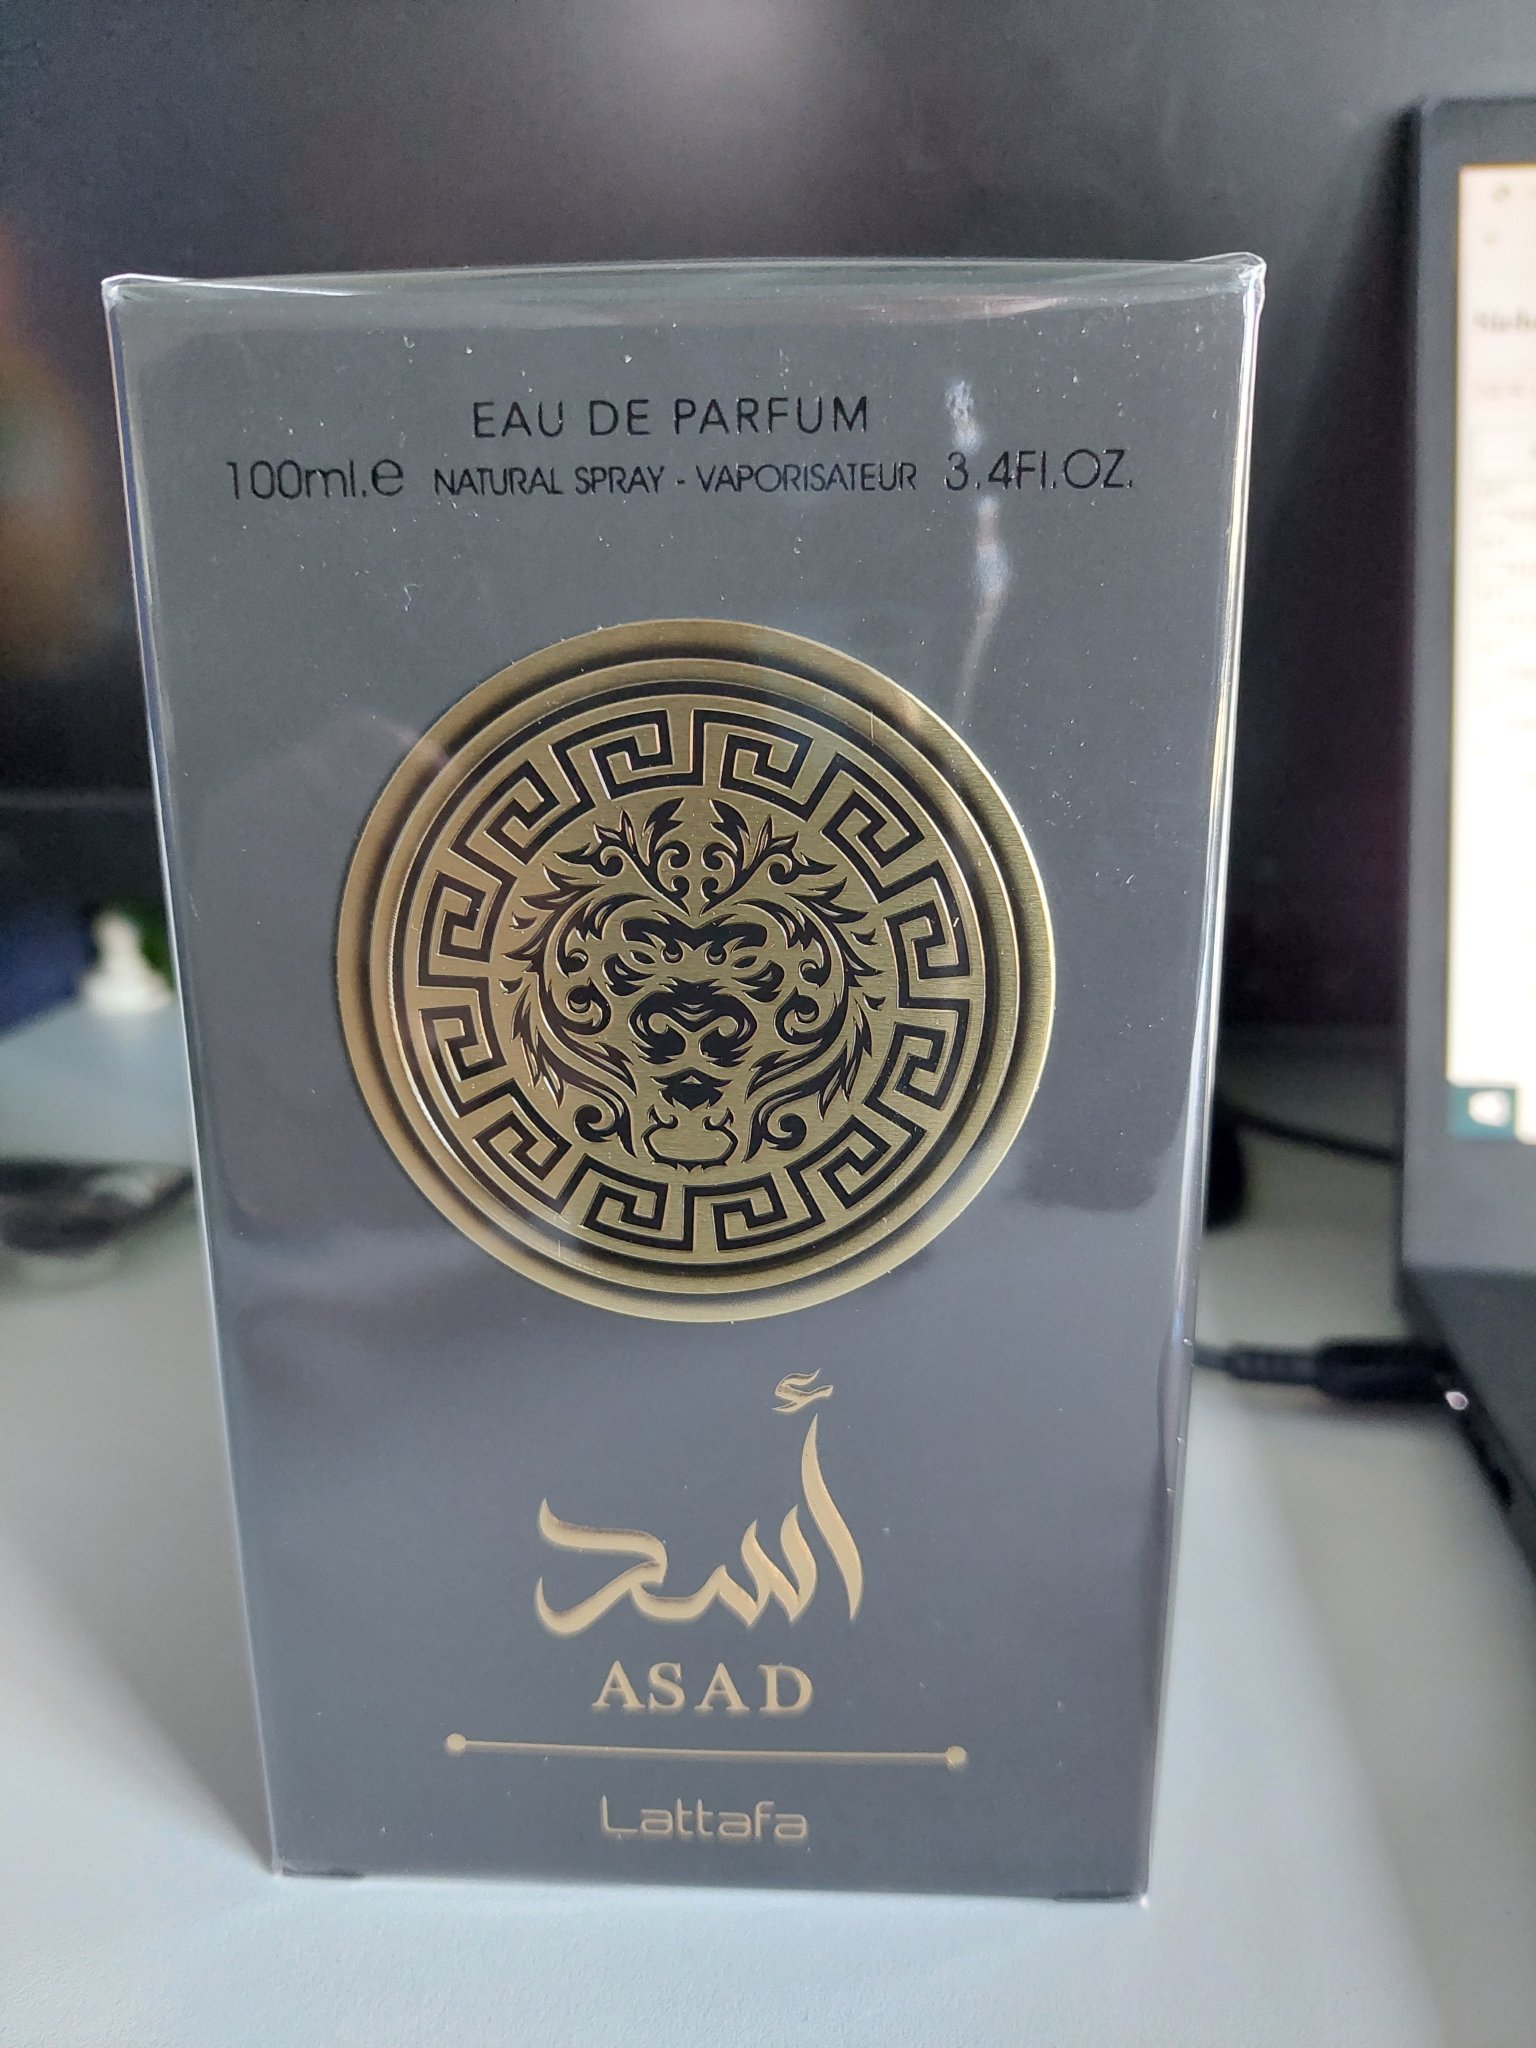 EAU DE PARFUM
100ml.e NATURAL SPRAY - VAPORISATEUR 3.4Fl.OZ.
أسد
ASAD
Lattafa